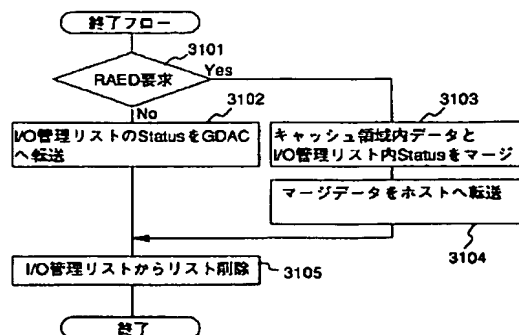 終了フロー
3101
RAED要求
Yes
No
3102
I/O管理リストのStatusをGDAC
へ転送
3103
キャッシュ領域内データと
I/O管理リスト内Statusをマージ
マージデータをホストへ転送
3104
I/O管理リストからリスト削除
3105
終了